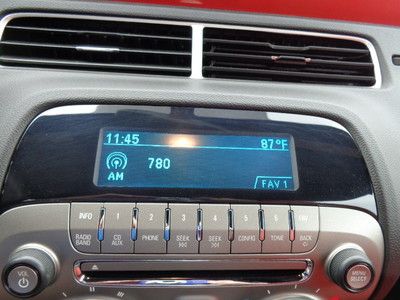 11:45 87°F
780
AM
FAV 1
INFO 1 2 3 4 5 6 FAV
RADIO BAND CD AUX PHONE SEEK SEEK CONFIG TONE BACK
VOL
MENU SELECT